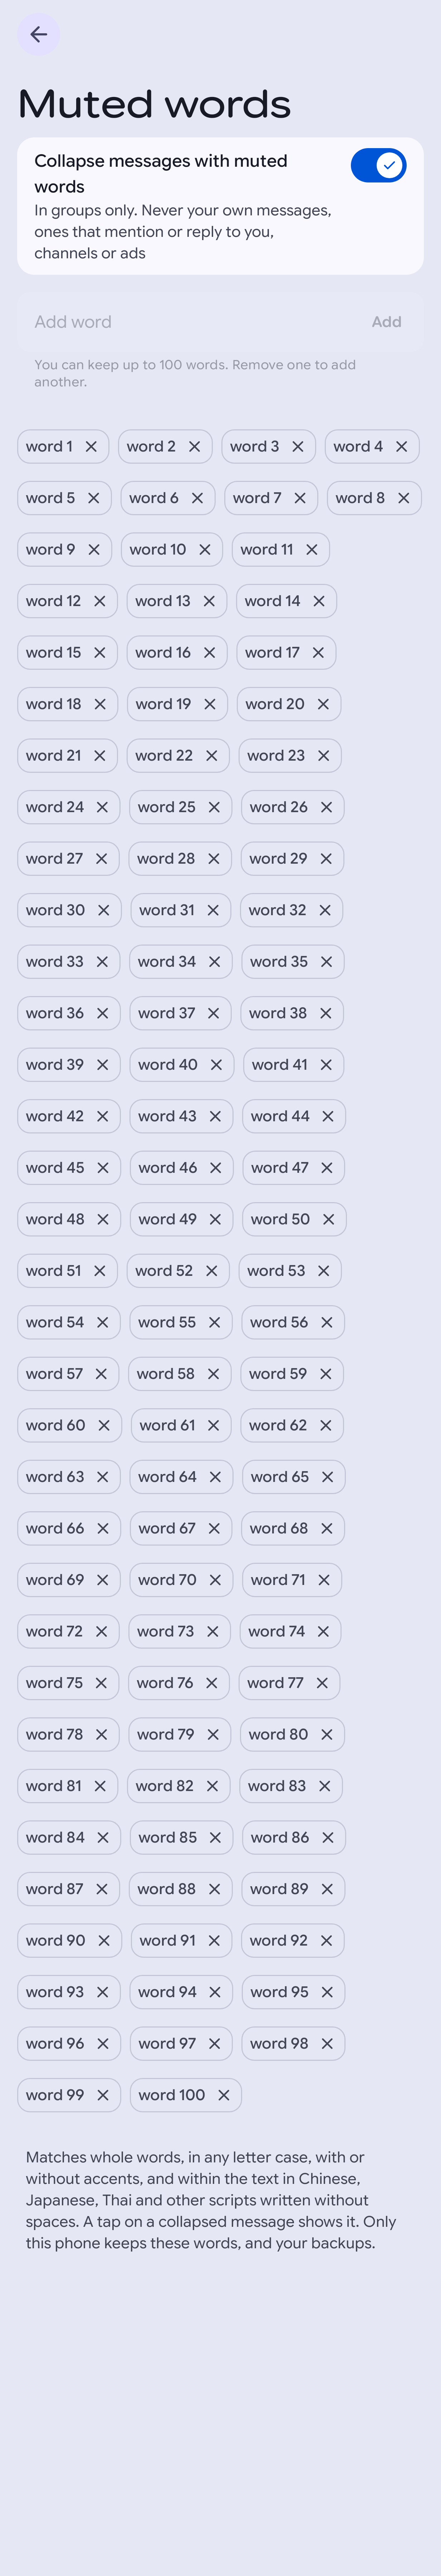 Muted words
Collapse messages with muted
words
In groups only. Never your own messages,
ones that mention or reply to you,
channels or ads
Add word Add
You can keep up to 100 words. Remove one to add
another.
word 1 word 2 word 3 word 4
word 5 word 6 word 7 word 8
word 9 word 10 word 11
word 12 word 13 word 14
word 15 word 16 word 17
word 18 word 19 word 20
word 21 word 22 word 23
word 24 word 25 word 26
word 27 word 28 word 29
word 30 word 31 word 32
word 33 word 34 word 35
word 36 word 37 word 38
word 39 word 40 word 41
word 42 word 43 word 44
word 45 word 46 word 47
word 48 word 49 word 50
word 51 word 52 word 53
word 54 word 55 word 56
word 57 word 58 word 59
word 60 word 61 word 62
word 63 word 64 word 65
word 66 word 67 word 68
word 69 word 70 word 71
word 72 word 73 word 74
word 75 word 76 word 77
word 78 word 79 word 80
word 81 word 82 word 83
word 84 word 85 word 86
word 87 word 88 word 89
word 90 word 91 word 92
word 93 word 94 word 95
word 96 word 97 word 98
word 99 word 100
Matches whole words, in any letter case, with or
without accents, and within the text in Chinese,
Japanese, Thai and other scripts written without
spaces. A tap on a collapsed message shows it. Only
this phone keeps these words, and your backups.